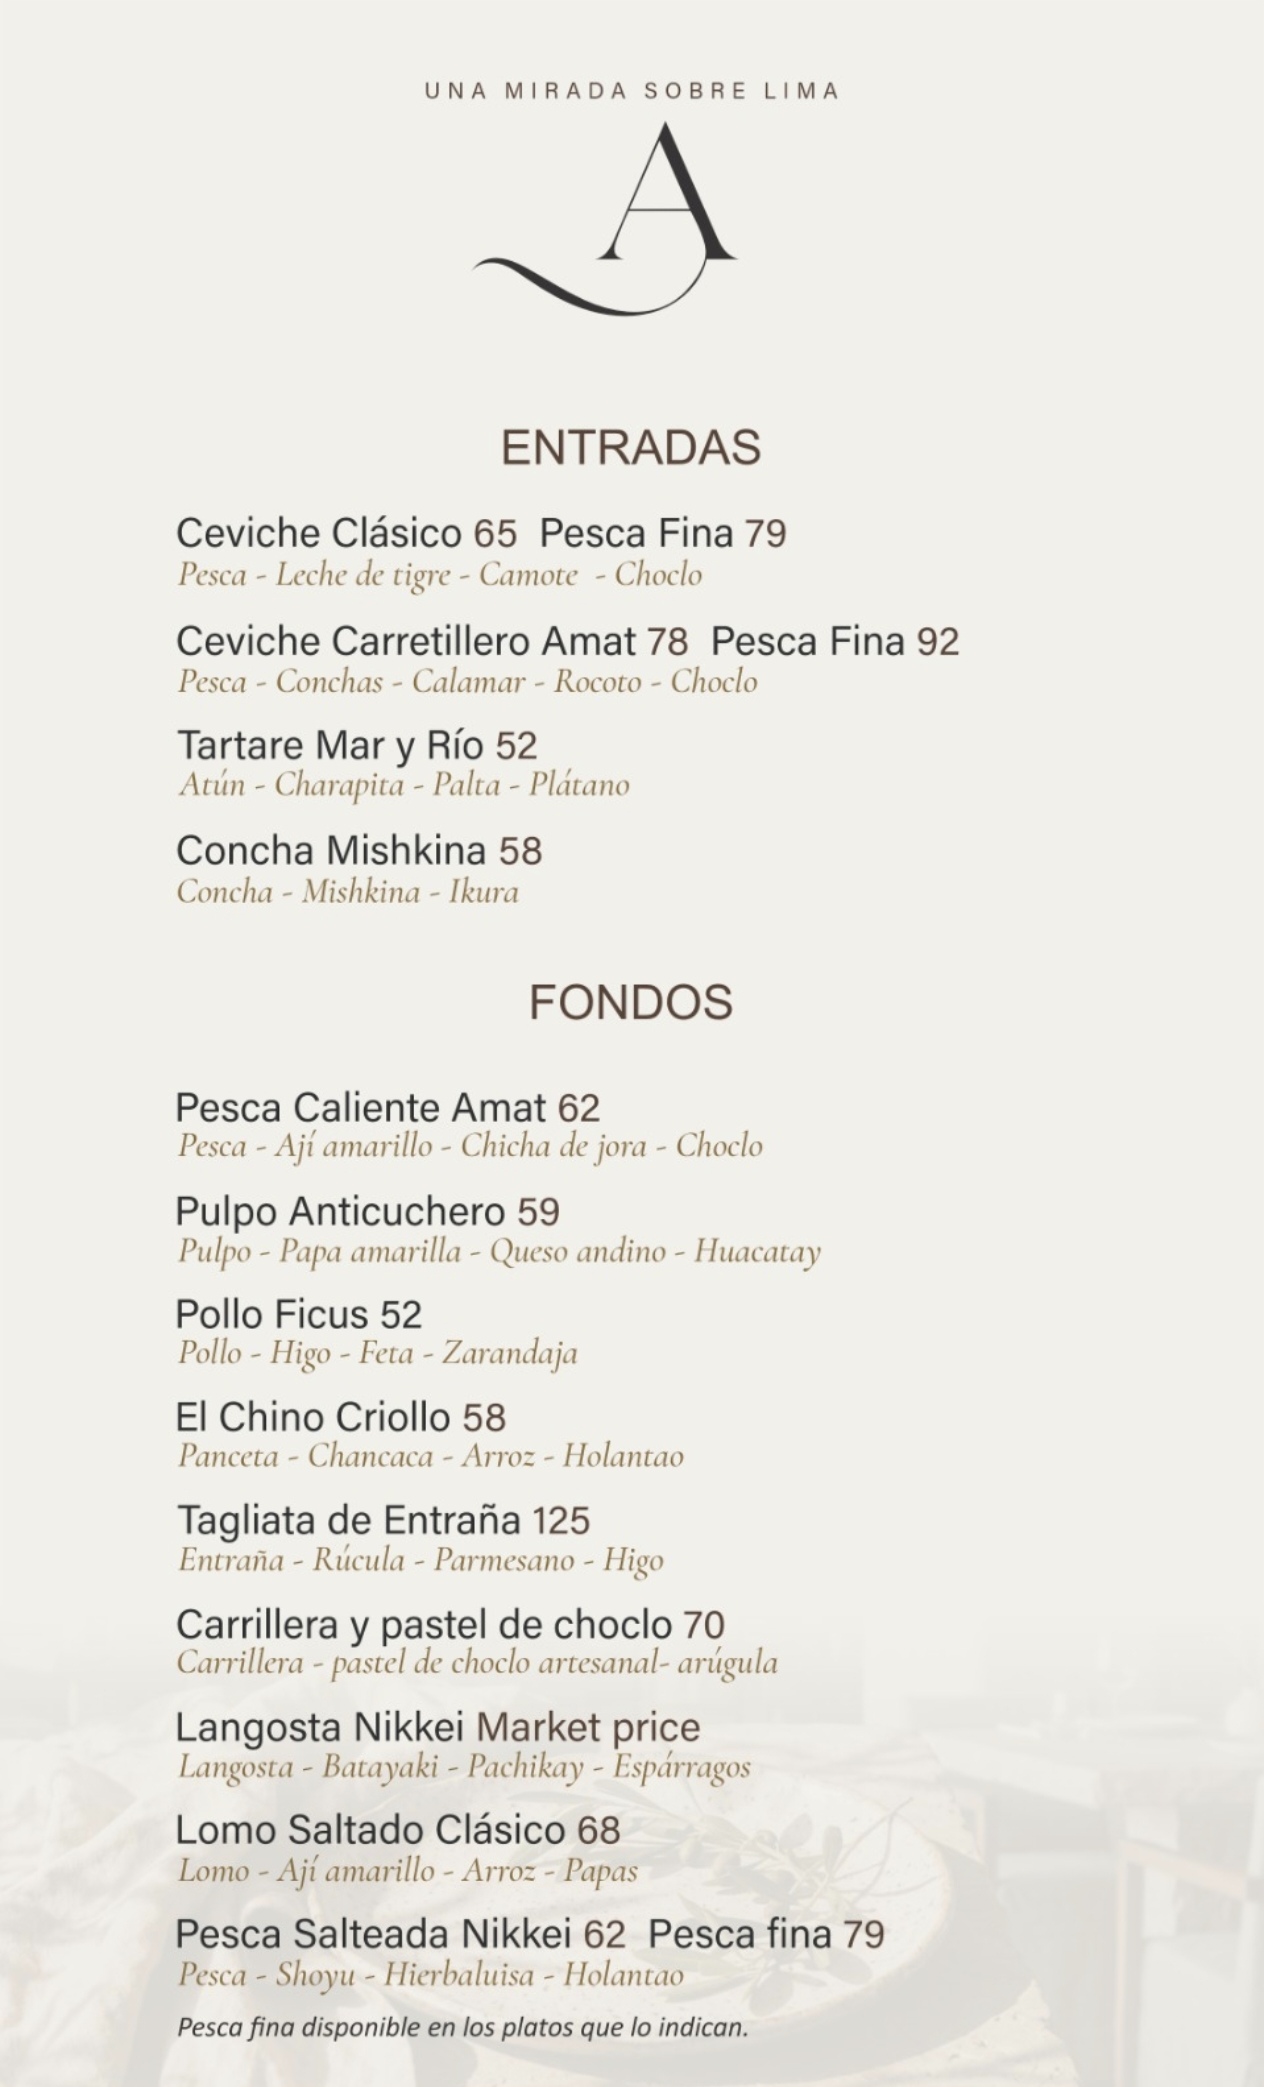 UNA MIRADA SOBRE LIMA
A
ENTRADAS
Ceviche Clásico 65 Pesca Fina 79
Pesca - Leche de tigre - Camote - Choclo
Ceviche Carretillero Amat 78 Pesca Fina 92
Pesca - Conchas - Calamar - Rocoto - Choclo
Tartare Mar y Río 52
Atún - Charapita - Palta - Plátano
Concha Mishkina 58
Concha - Mishkina - Ikura
FONDOS
Pesca Caliente Amat 62
Pesca - Ají amarillo - Chicha de jora - Choclo
Pulpo Anticuchero 59
Pulpo - Papa amarilla - Queso andino - Huacatay
Pollo Ficus 52
Pollo - Higo - Feta - Zarandaja
El Chino Criollo 58
Panceta - Chancaca - Arroz - Holantao
Tagliata de Entraña 125
Entraña - Rúcula - Parmesano - Higo
Carrillera y pastel de choclo 70
Carrillera - pastel de choclo artesanal- arúgula
Langosta Nikkei Market price
Langosta - Batayaki - Pachikay - Espárragos
Lomo Saltado Clásico 68
Lomo - Ají amarillo - Arroz - Papas
Pesca Salteada Nikkei 62 Pesca fina 79
Pesca - Shoyu - Hierbaluisa - Holantao
Pesca fina disponible en los platos que lo indican.